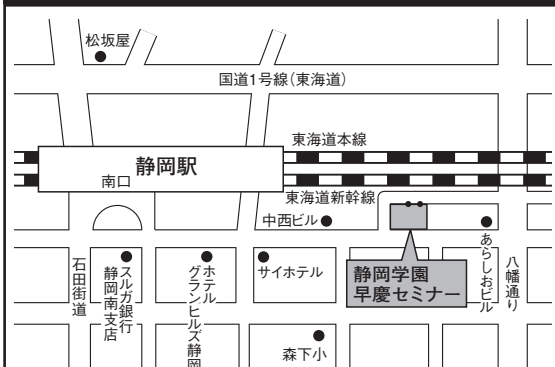 松坂屋
国道1号線(東海道)
東海道本線
静岡駅
南口
東海道新幹線
中西ビル
石田街道
スルガ銀行
静岡南支店
ホテル
グランヒルズ静岡
サイホテル
静岡学園
早慶セミナー
あらしおビル
八幡通り
森下小